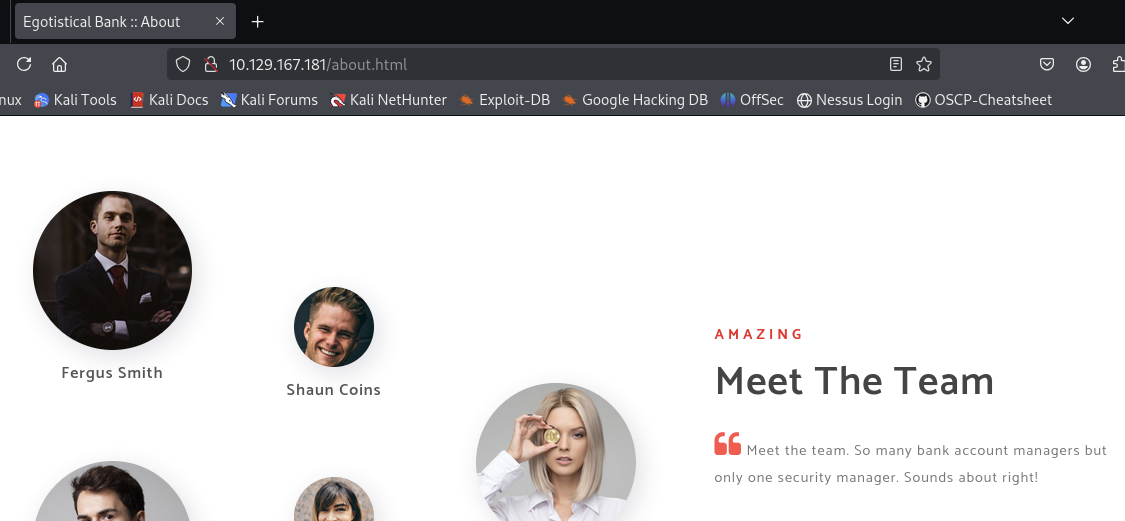 Egotistical Bank :: About
10.129.167.181/about.html
nux Kali Tools Kali Docs Kali Forums Kali NetHunter Exploit-DB Google Hacking DB OffSec Nessus Login OSCP-Cheatsheet
Fergus Smith
Shaun Coins
AMAZING
Meet The Team
Meet the team. So many bank account managers but
only one security manager. Sounds about right!